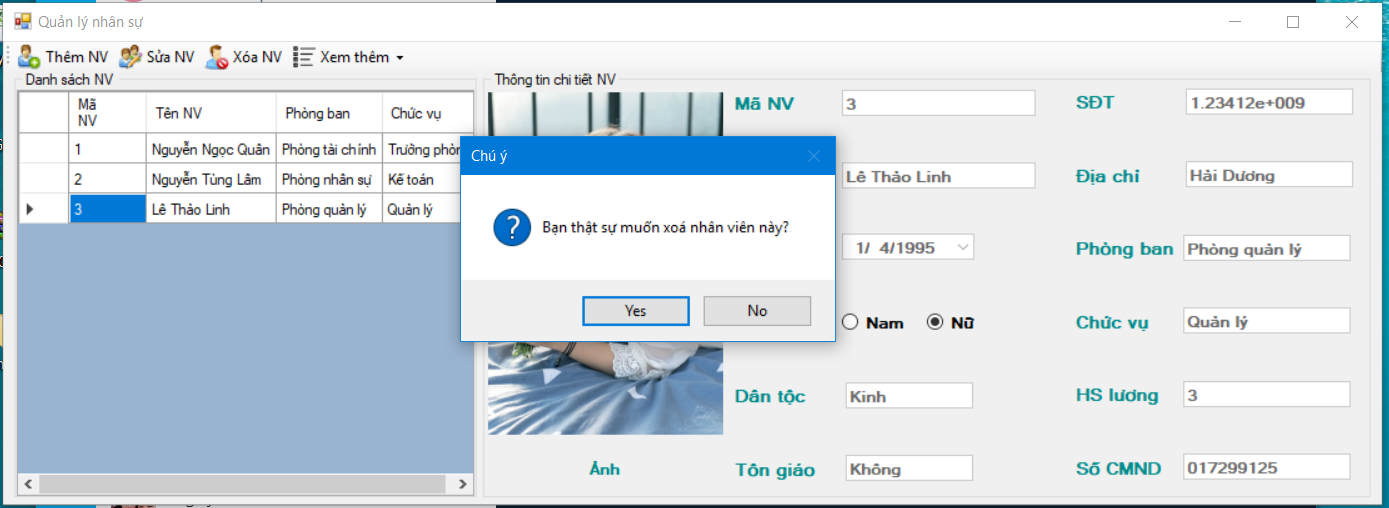 Quản lý nhân sự
Thêm NV Sửa NV Xóa NV Xem thêm
Danh sách NV
Mã NV Tên NV Phòng ban Chức vụ
1 Nguyễn Ngọc Quân Phòng tài chính Trưởng phòn
2 Nguyễn Tùng Lâm Phòng nhân sự Kế toán
3 Lê Thảo Linh Phòng quản lý Quản lý
Thông tin chi tiết NV
Mã NV 3 SĐT 1.23412e+009
Lê Thảo Linh Địa chỉ Hải Dương
1/ 4/1995 Phòng ban Phòng quản lý
Nam Nữ Chức vụ Quản lý
Dân tộc Kinh HS lương 3
Ảnh Tôn giáo Không Số CMND 017299125
Chú ý
Bạn thật sự muốn xoá nhân viên này?
Yes No